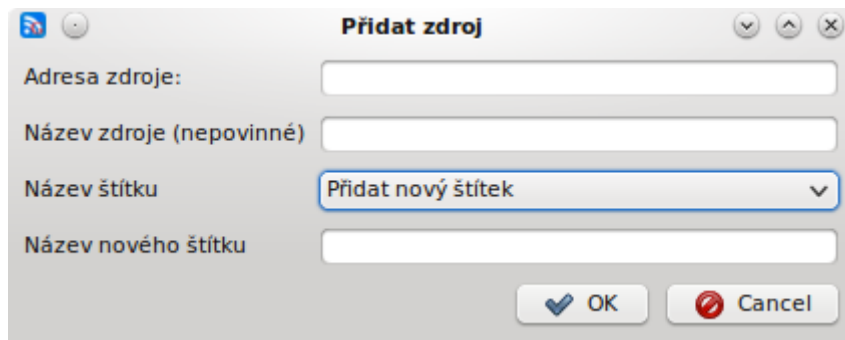 Přidat zdroj
Adresa zdroje:
Název zdroje (nepovinné)
Název štítku
Přidat nový štítek
Název nového štítku
OK
Cancel